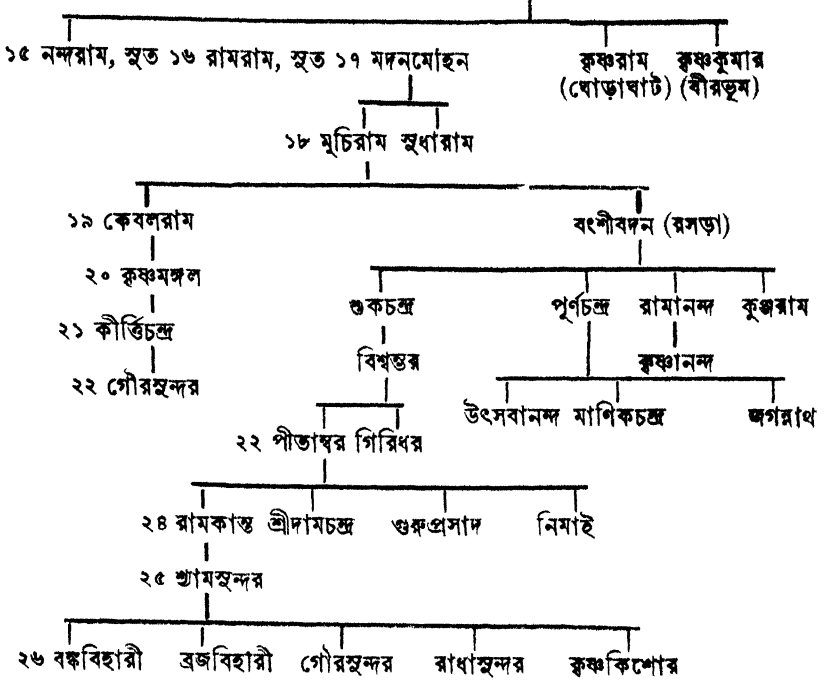 ১৫ নন্দরাম, সুত ১৬ রামরাম, সুত ১৭ মদনমোহন কৃষ্ণরাম কৃষ্ণকুমার
(ঘোড়াঘাট) (বীরভূম)
১৮ মুচিরাম সুধারাম
১৯ কেবলরাম বংশীবদন (রসড়া)
২০ কৃষ্ণমঙ্গল
শুকচন্দ্র পূর্ণচন্দ্র রামানন্দ কুঞ্জরাম
২১ কীর্ত্তিচন্দ্র
বিশ্বম্ভর কৃষ্ণানন্দ
২২ গৌরসুন্দর
উৎসবানন্দ মাণিকচন্দ্র জগন্নাথ
২২ পীতাম্বর গিরিধর
২৪ রামকান্ত শ্রীদামচন্দ্র গুরুপ্রসাদ নিমাই
২৫ শ্যামসুন্দর
২৬ বঙ্কবিহারী ব্রজবিহারী গৌরসুন্দর রাধাসুন্দর কৃষ্ণকিশোর